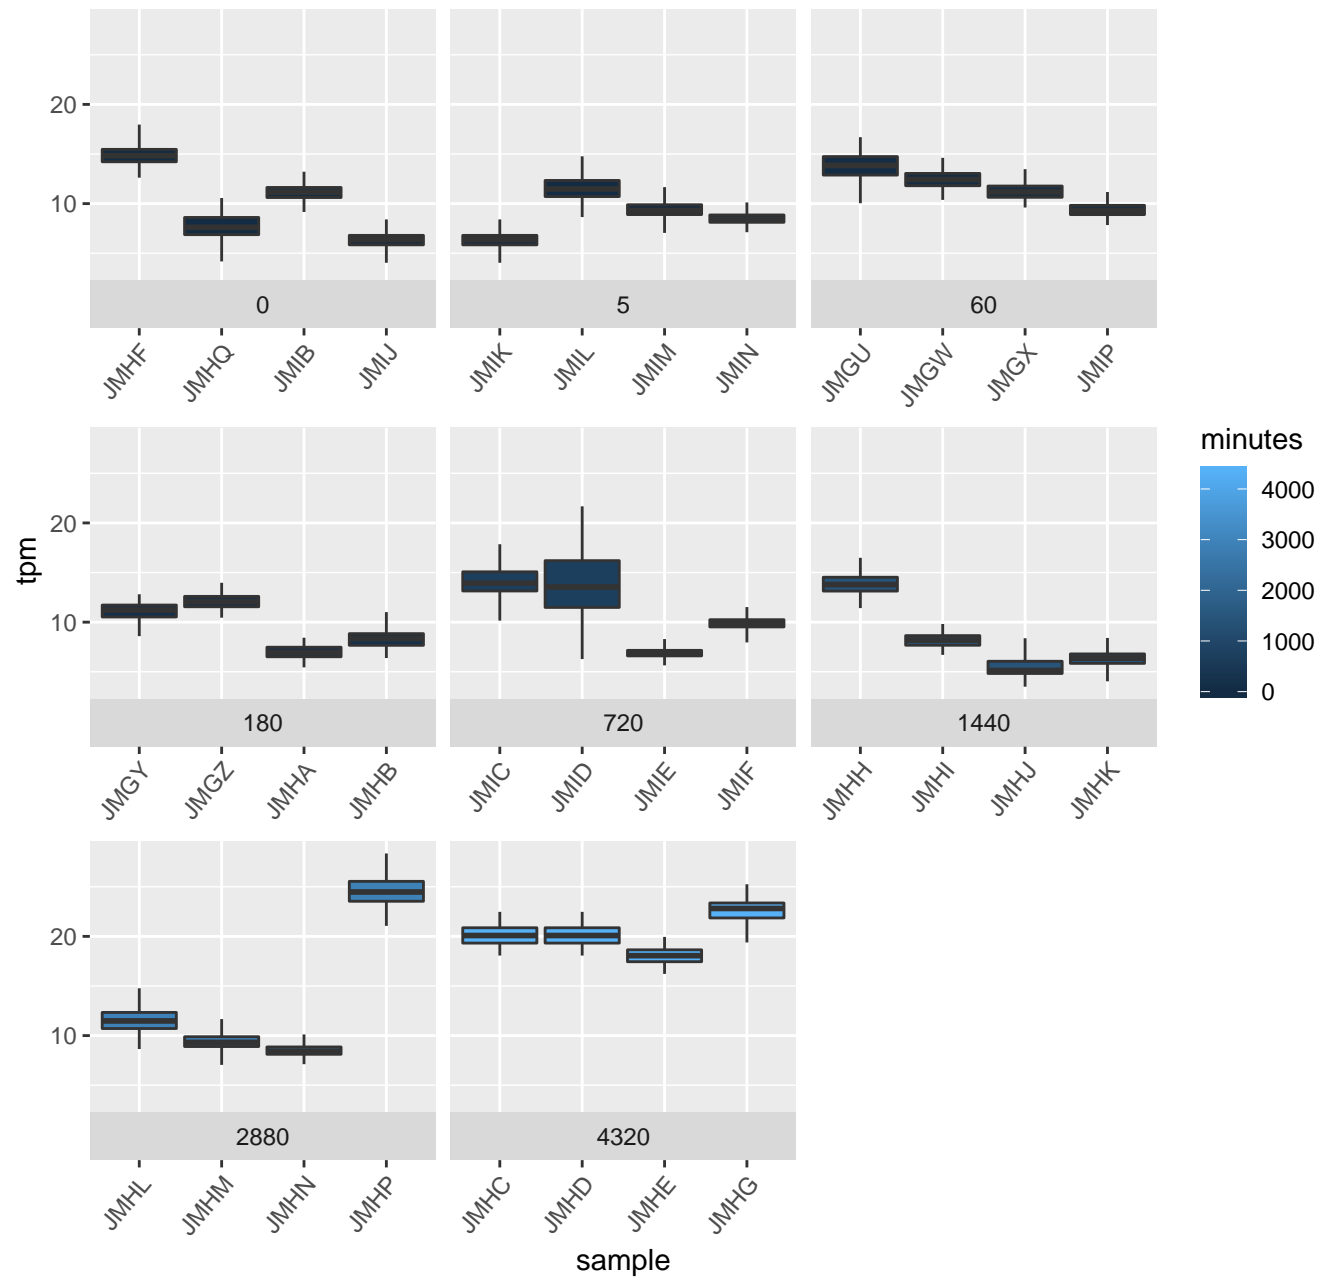 20
10
0
5
60
JMHF
JMHQ
JMIB
JMIJ
JMIK
JMIL
JMIM
JMIN
JMGU
JMGW
JMGX
JMIP
minutes
4000
3000
2000
1000
0
tpm
20
10
180
720
1440
JMGY
JMGZ
JMHA
JMHB
JMIC
JMID
JMIE
JMIF
JMHH
JMHI
JMHJ
JMHK
20
10
2880
4320
JMHL
JMHM
JMHN
JMHP
JMHC
JMHD
JMHE
JMHG
sample